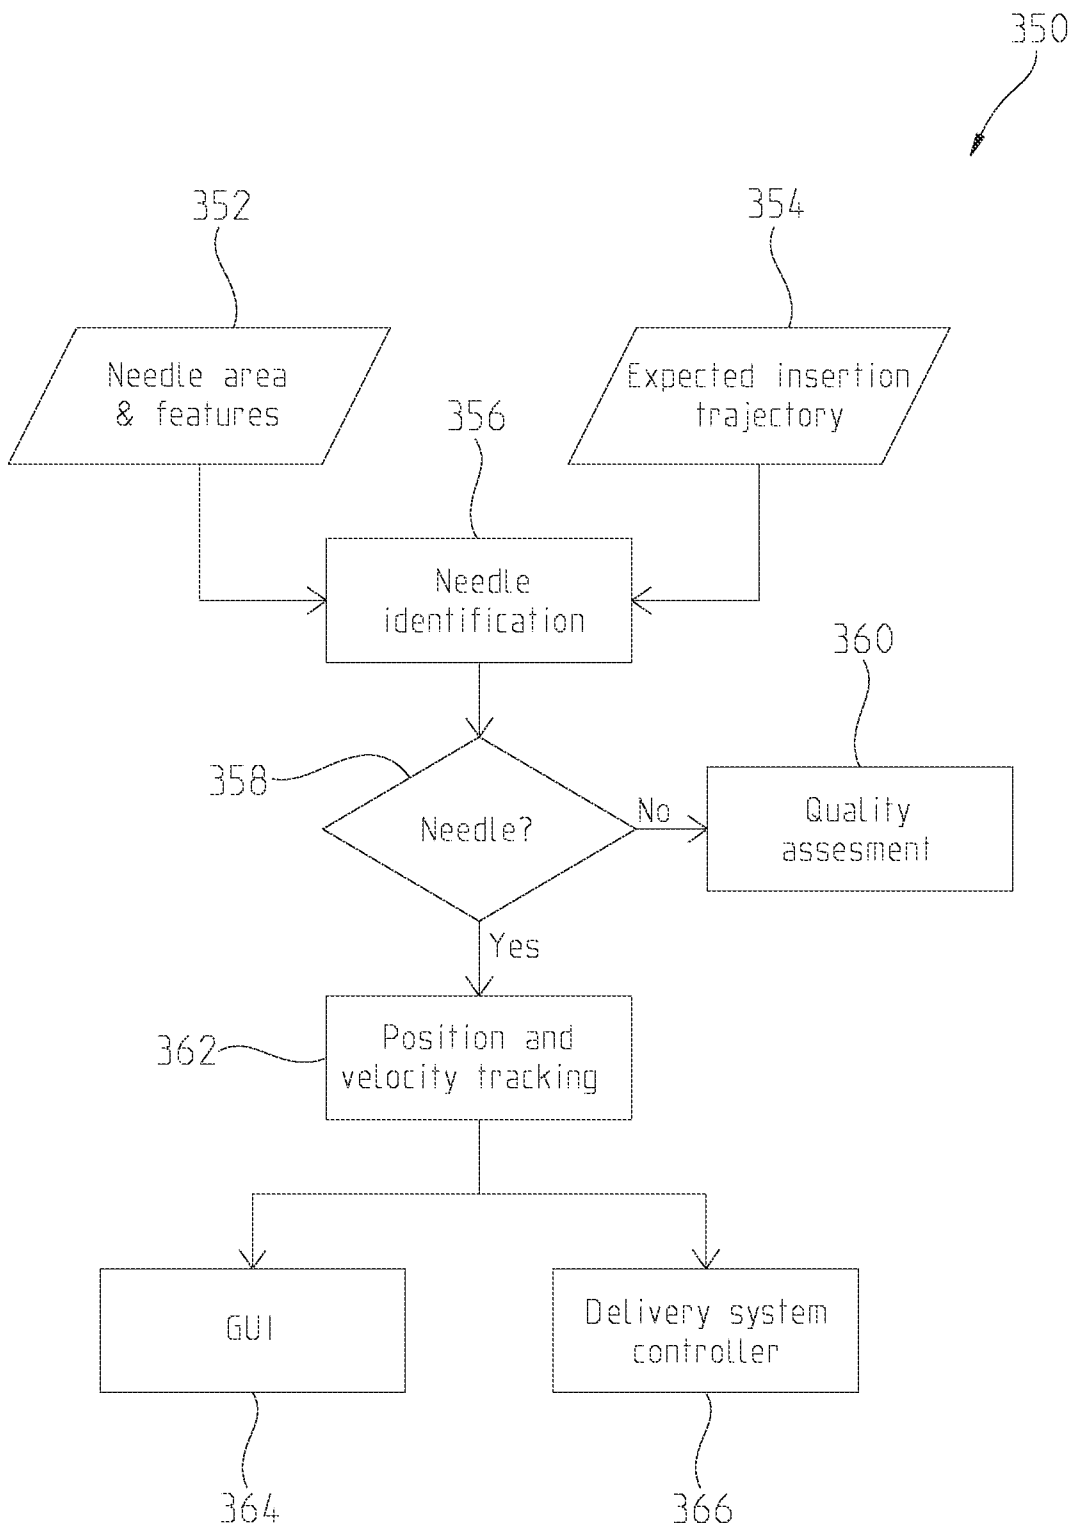 350
352
354
Needle area
& features
Expected insertion
trajectory
356
Needle
identification
360
358
Needle?
No
Quality
assesment
Yes
362
Position and
velocity tracking
GUI
Delivery system
controller
364
366